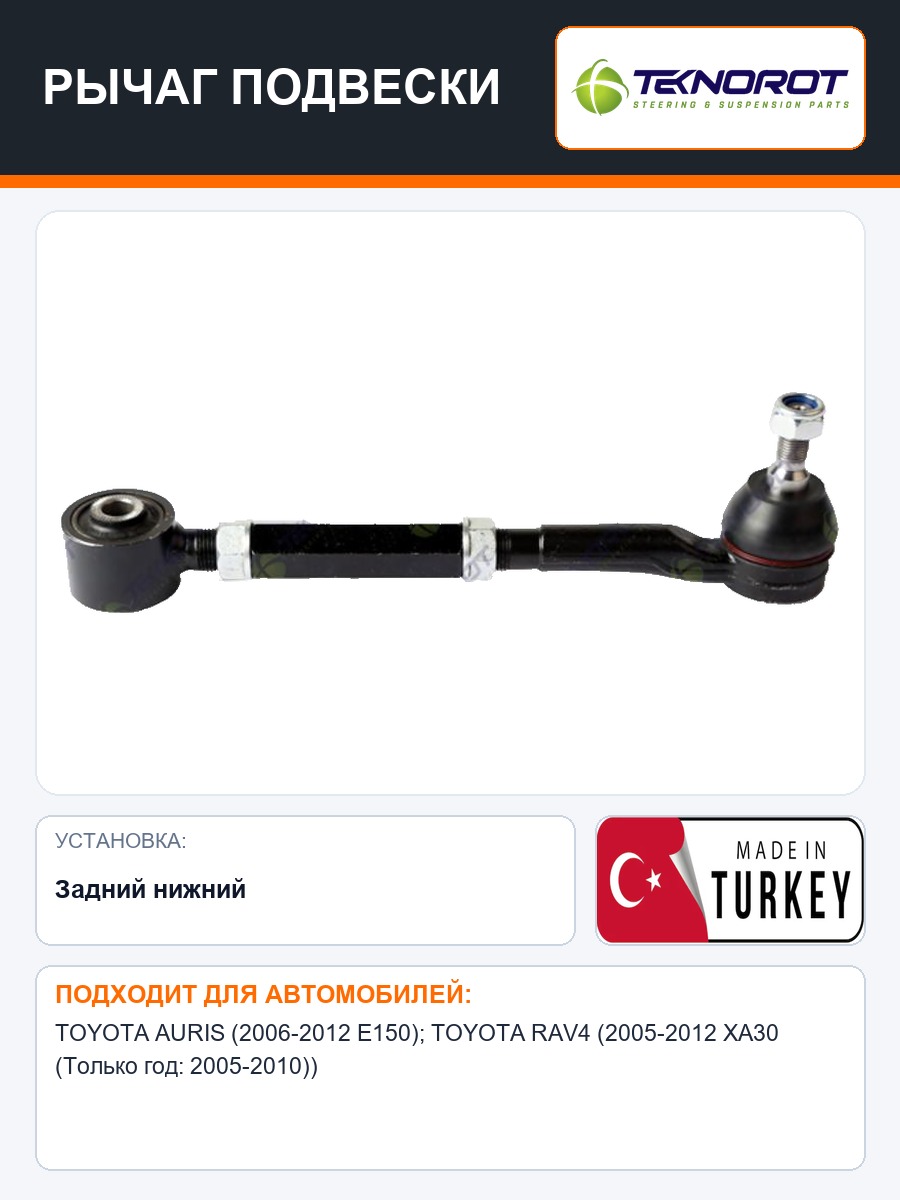 РЫЧАГ ПОДВЕСКИ
TEKNOROT
STEERING & SUSPENSION PARTS
УСТАНОВКА:
Задний нижний
MADE IN
TURKEY
ПОДХОДИТ ДЛЯ АВТОМОБИЛЕЙ:
TOYOTA AURIS (2006-2012 E150); TOYOTA RAV4 (2005-2012 XA30
(Только год: 2005-2010))